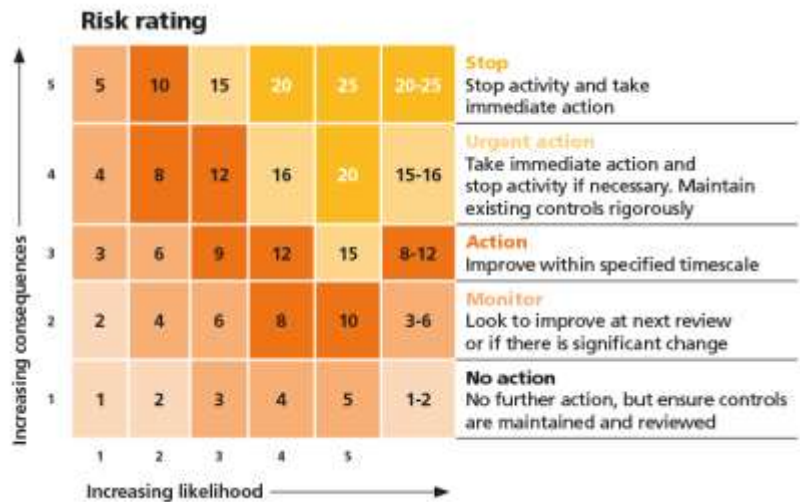 Risk rating
Increasing consequences
5 5 10 15 20 25 20-25
Stop
Stop activity and take
immediate action
4 4 8 12 16 20 15-16
Urgent action
Take immediate action and
stop activity if necessary. Maintain
existing controls rigorously
3 3 6 9 12 15 8-12
Action
Improve within specified timescale
2 2 4 6 8 10 3-6
Monitor
Look to improve at next review
or if there is significant change
1 1 2 3 4 5 1-2
No action
No further action, but ensure controls
are maintained and reviewed
1 2 3 4 5
Increasing likelihood